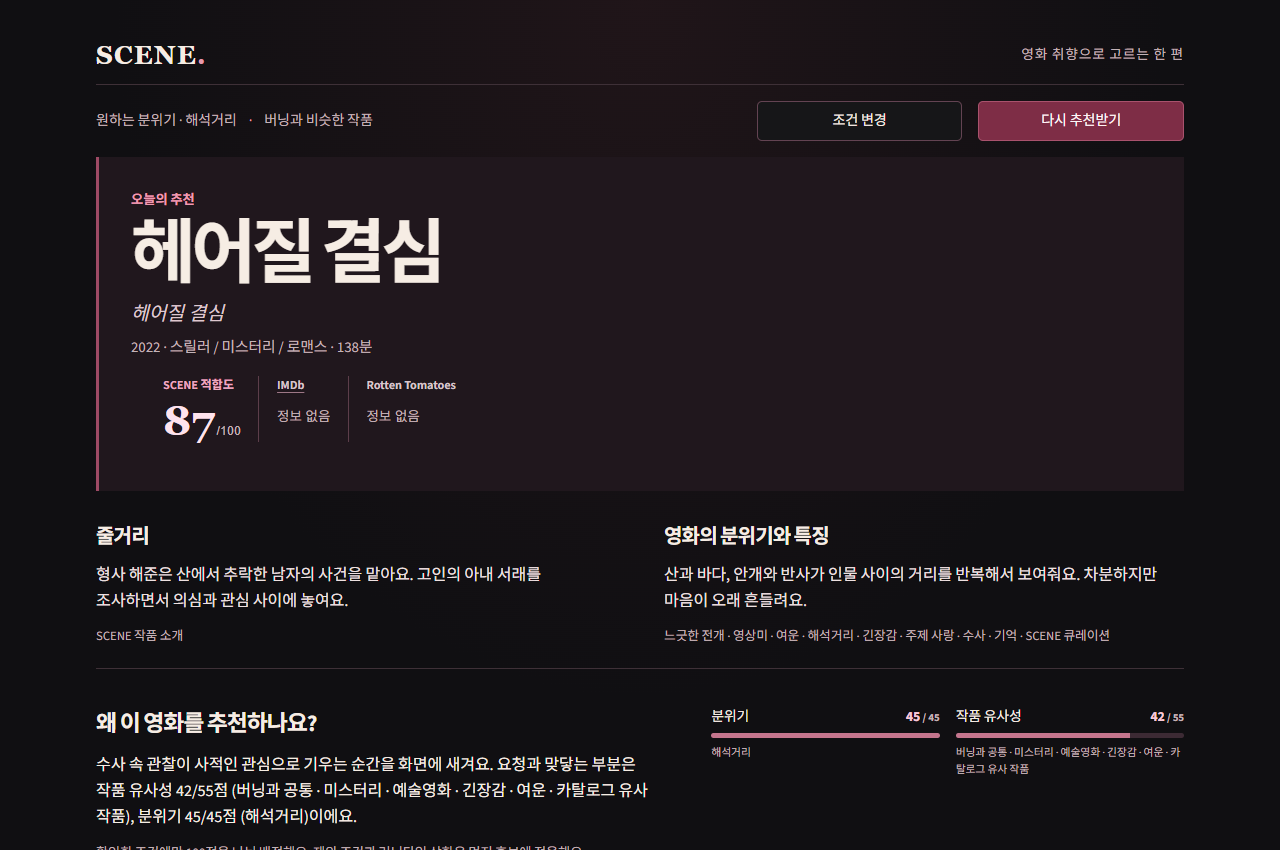 SCENE.
영화 취향으로 고르는 한 편
원하는 분위기 · 해석거리 · 버닝과 비슷한 작품
조건 변경
다시 추천받기
오늘의 추천
헤어질 결심
헤어질 결심
2022 · 스릴러 / 미스터리 / 로맨스 · 138분
SCENE 적합도
87/100
IMDb
정보 없음
Rotten Tomatoes
정보 없음
줄거리
형사 해준은 산에서 추락한 남자의 사건을 맡아요. 고인의 아내 서래를
조사하면서 의심과 관심 사이에 놓여요.
SCENE 작품 소개
영화의 분위기와 특징
산과 바다, 안개와 반사가 인물 사이의 거리를 반복해서 보여줘요. 차분하지만
마음이 오래 흔들려요.
느긋한 전개 · 영상미 · 여운 · 해석거리 · 긴장감 · 주제 사랑 · 수사 · 기억 · SCENE 큐레이션
왜 이 영화를 추천하나요?
수사 속 관찰이 사적인 관심으로 기우는 순간을 화면에 새겨요. 요청과 맞닿는 부분은
작품 유사성 42/55점 (버닝과 공통 · 미스터리 · 예술영화 · 긴장감 · 여운 · 카탈로그 유사
작품), 분위기 45/45점 (해석거리)이에요.
분위기
45 / 45
해석거리
작품 유사성
42 / 55
버닝과 공통 · 미스터리 · 예술영화 · 긴장감 · 여운 · 카
탈로그 유사 작품